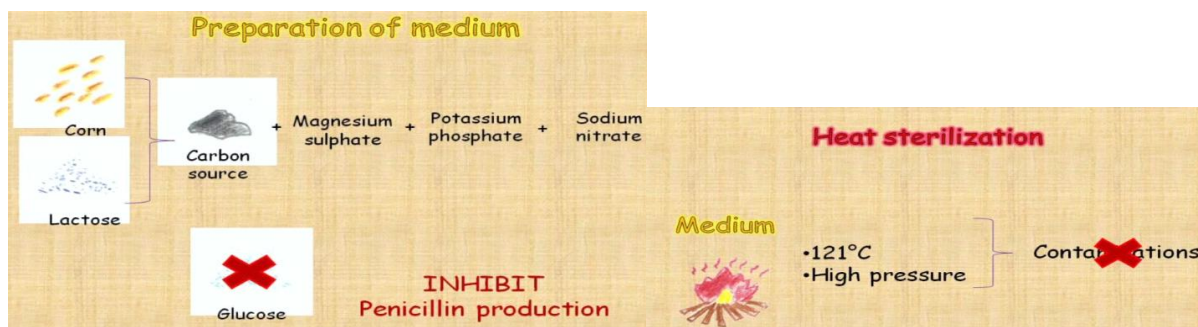 Preparation of medium
Corn
Lactose
Carbon
source
+ Magnesium
sulphate
+ Potassium
phosphate
+ Sodium
nitrate
Glucose
INHIBIT
Penicillin production
Heat sterilization
Medium
•121°C
•High pressure